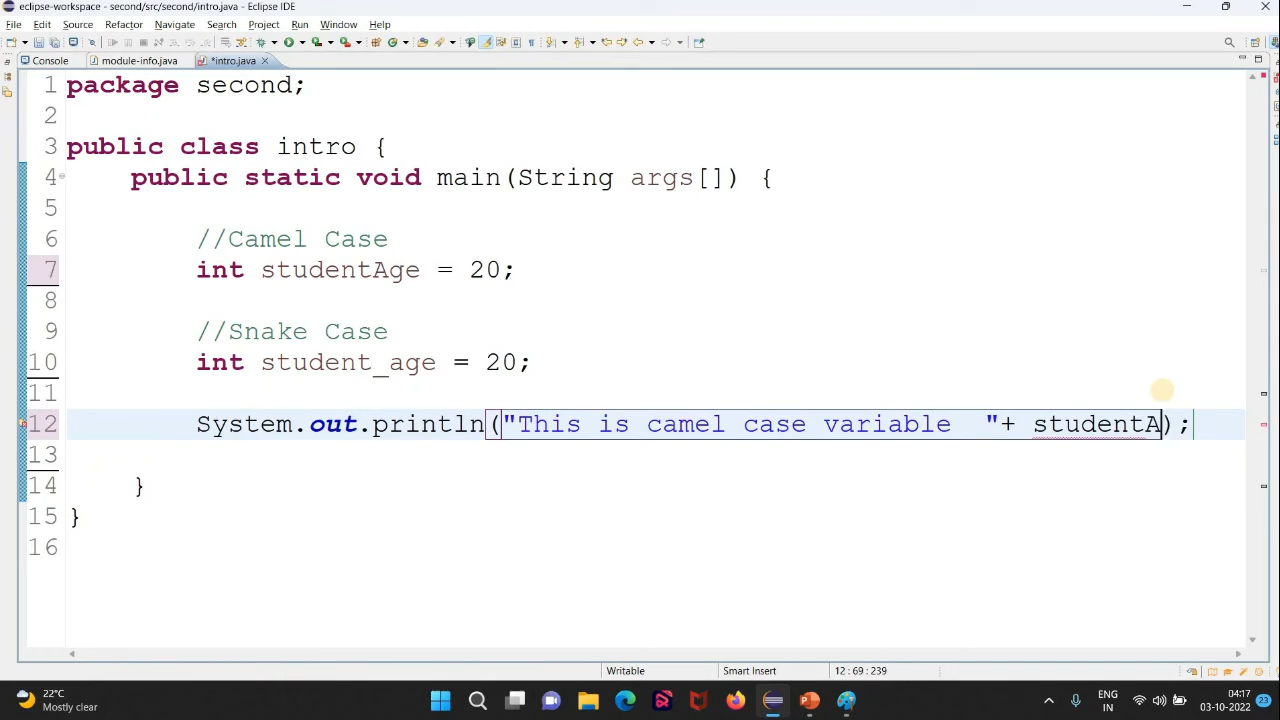 eclipse-workspace - second/src/second/intro.java - Eclipse IDE
File Edit Source Refactor Navigate Search Project Run Window Help
Console module-info.java *intro.java
1 package second;
2
3 public class intro {
4 public static void main(String args[]) {
5
6 //Camel Case
7 int studentAge = 20;
8
9 //Snake Case
10 int student_age = 20;
11
12 System.out.println("This is camel case variable  "+ studentA);
13
14 }
15 }
16
Writable Smart Insert 12 : 69 : 239
22°C
Mostly clear
ENG
IN
04:17
03-10-2022
23